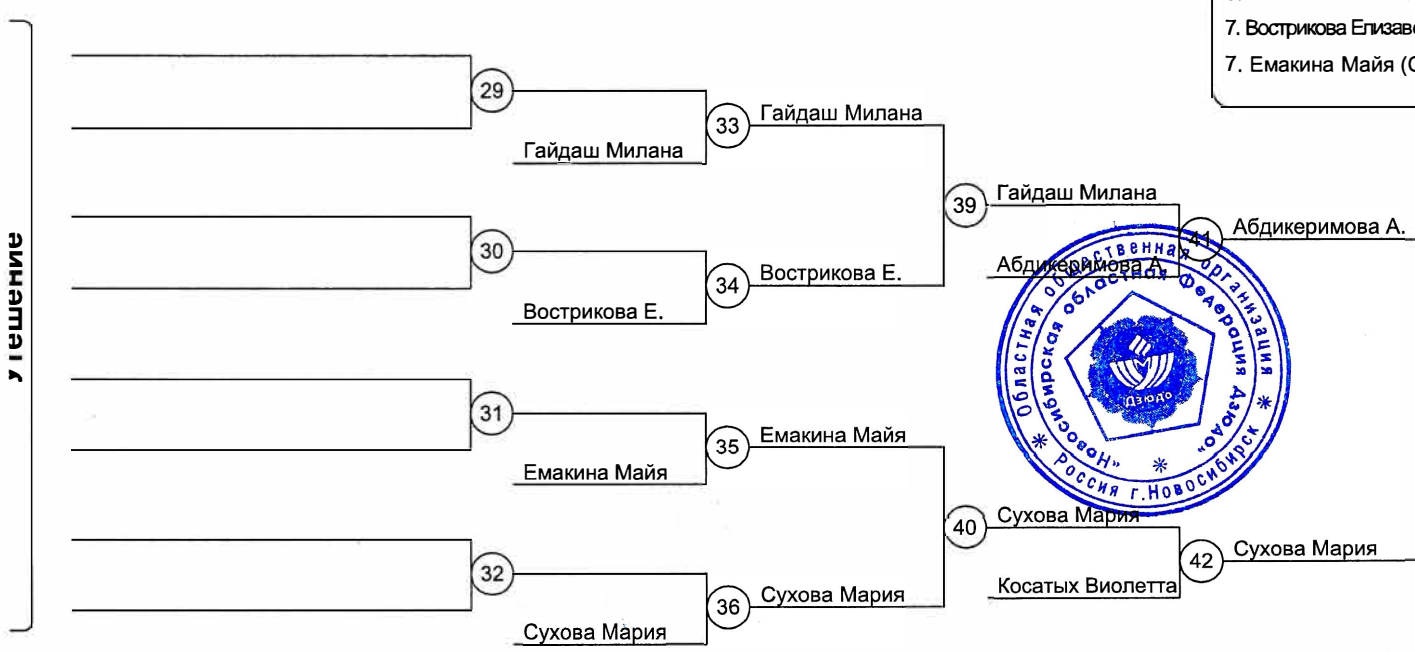 7. Вострикова Елизаве
7. Емакина Майя (С
утешение
29
Гайдаш Милана
33
Гайдаш Милана
39
Гайдаш Милана
Абдикеримова А.
41
Абдикеримова А.
30
Вострикова Е.
34
Вострикова Е.
31
Емакина Майя
35
Емакина Майя
40
Сухова Мария
Косатых Виолетта
42
Сухова Мария
32
Сухова Мария
36
Сухова Мария
Областная общественная организация
Россия г.Новосибирск
«Новосибирская областная Федерация Дзюдо»
Дзюдо